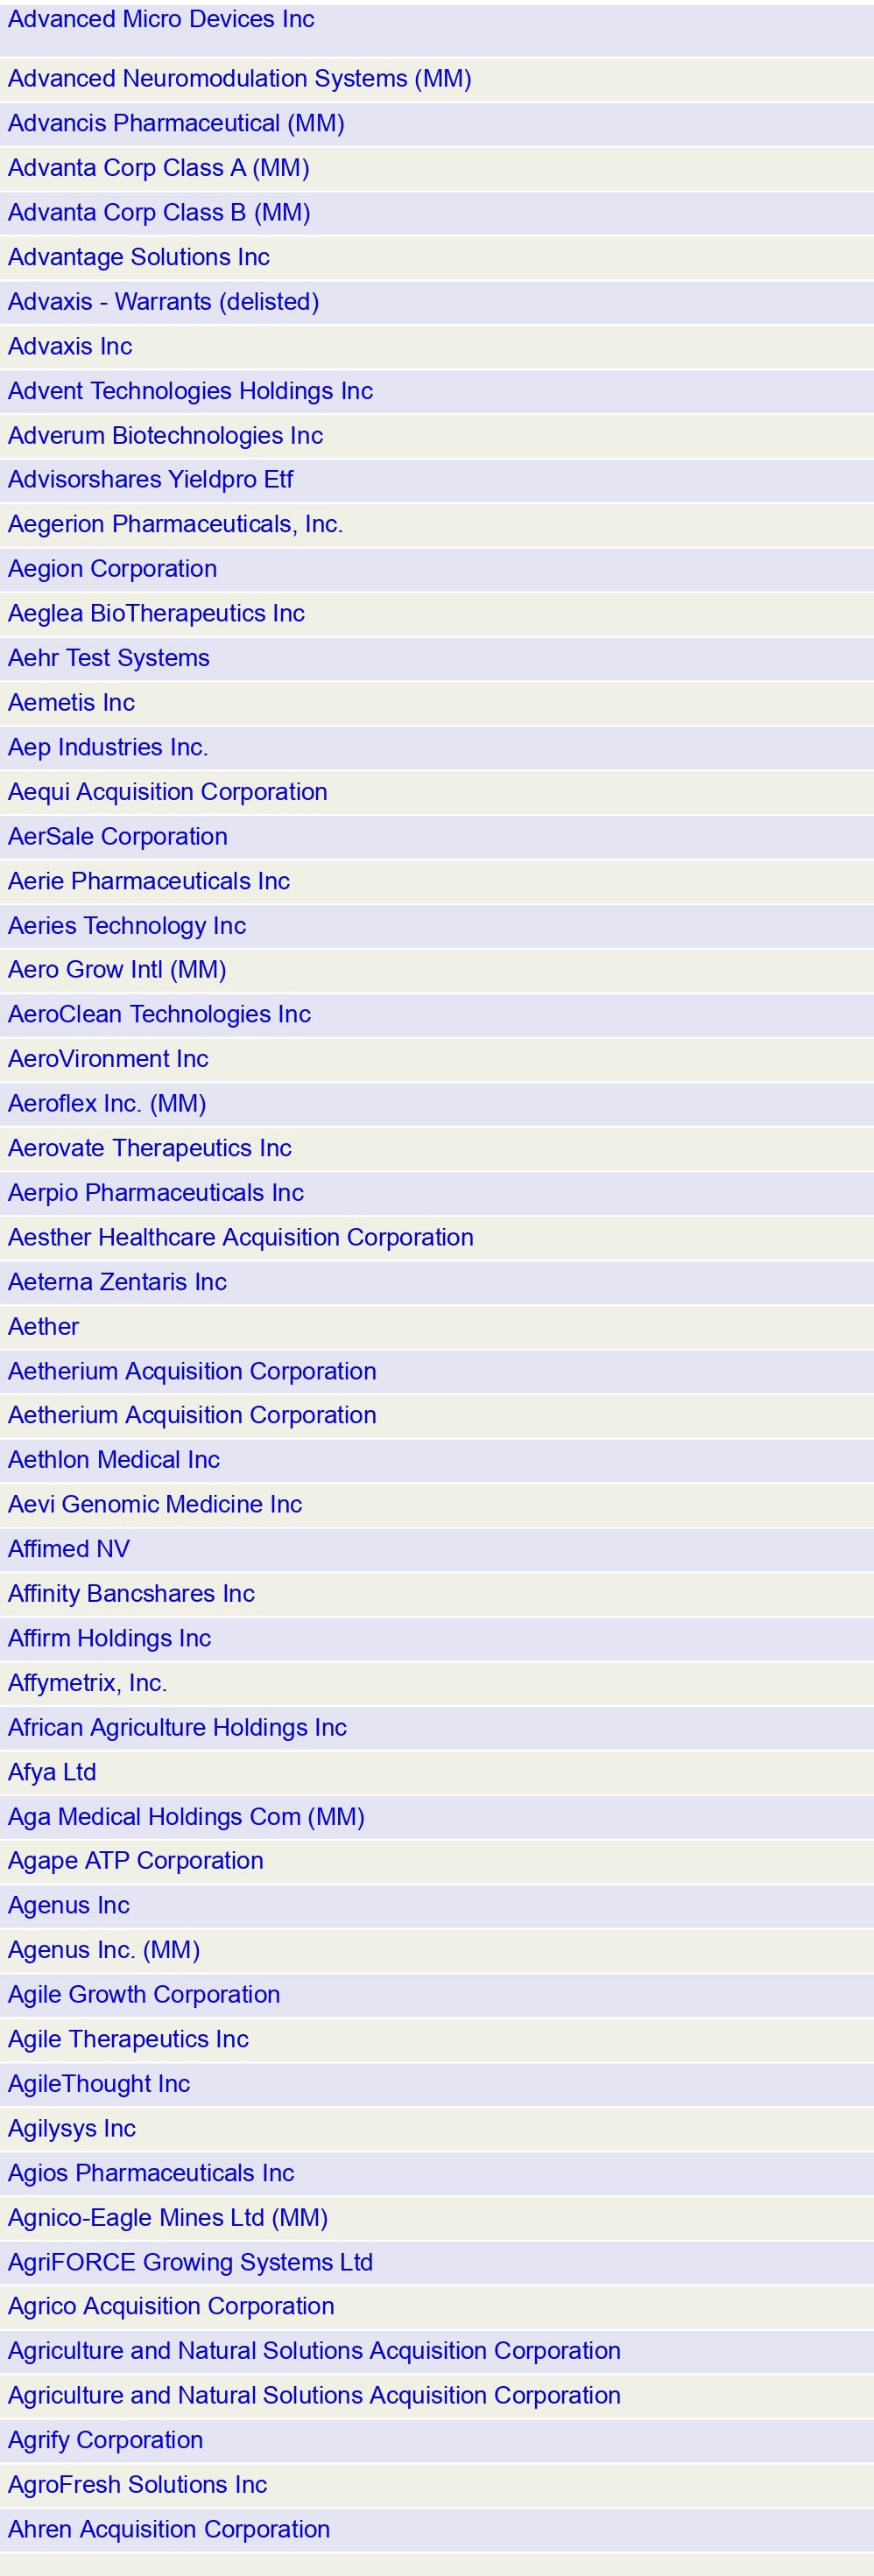 Advanced Micro Devices Inc
Advanced Neuromodulation Systems (MM)
Advancis Pharmaceutical (MM)
Advanta Corp Class A (MM)
Advanta Corp Class B (MM)
Advantage Solutions Inc
Advaxis - Warrants (delisted)
Advaxis Inc
Advent Technologies Holdings Inc
Adverum Biotechnologies Inc
Advisorshares Yieldpro Etf
Aegerion Pharmaceuticals, Inc.
Aegion Corporation
Aeglea BioTherapeutics Inc
Aehr Test Systems
Aemetis Inc
Aep Industries Inc.
Aequi Acquisition Corporation
AerSale Corporation
Aerie Pharmaceuticals Inc
Aeries Technology Inc
Aero Grow Intl (MM)
AeroClean Technologies Inc
AeroVironment Inc
Aeroflex Inc. (MM)
Aerovate Therapeutics Inc
Aerpio Pharmaceuticals Inc
Aesther Healthcare Acquisition Corporation
Aeterna Zentaris Inc
Aether
Aetherium Acquisition Corporation
Aetherium Acquisition Corporation
Aethlon Medical Inc
Aevi Genomic Medicine Inc
Affimed NV
Affinity Bancshares Inc
Affirm Holdings Inc
Affymetrix, Inc.
African Agriculture Holdings Inc
Afya Ltd
Aga Medical Holdings Com (MM)
Agape ATP Corporation
Agenus Inc
Agenus Inc. (MM)
Agile Growth Corporation
Agile Therapeutics Inc
AgileThought Inc
Agilysys Inc
Agios Pharmaceuticals Inc
Agnico-Eagle Mines Ltd (MM)
AgriFORCE Growing Systems Ltd
Agrico Acquisition Corporation
Agriculture and Natural Solutions Acquisition Corporation
Agriculture and Natural Solutions Acquisition Corporation
Agrify Corporation
AgroFresh Solutions Inc
Ahren Acquisition Corporation